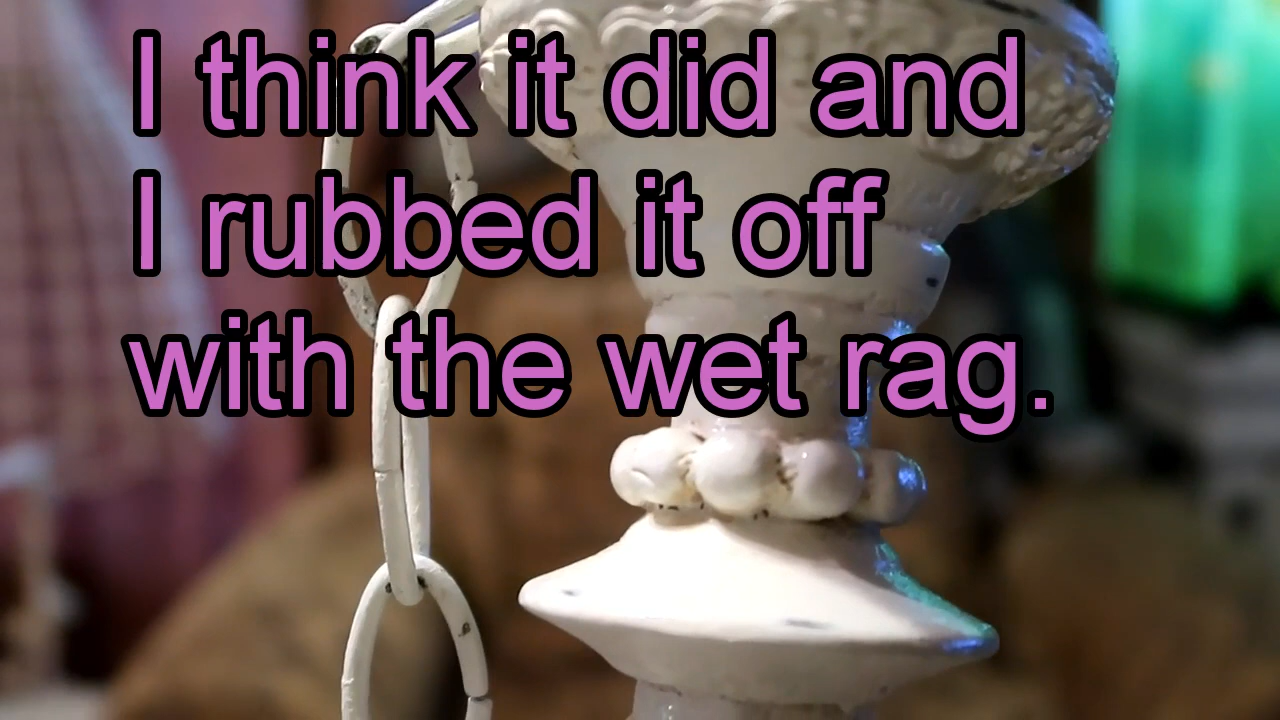 I think it did and
I rubbed it off
with the wet rag.